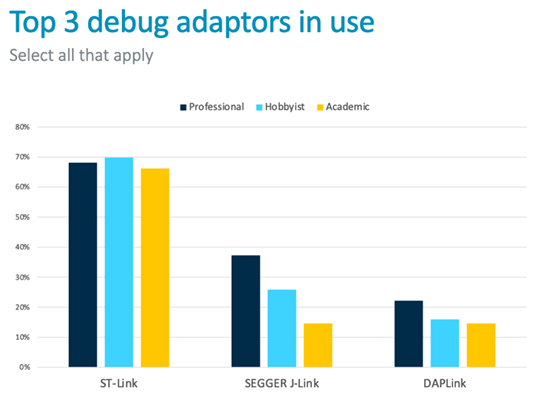 Top 3 debug adaptors in use
Select all that apply
Professional Hobbyist Academic
80%
70%
60%
50%
40%
30%
20%
10%
0%
ST-Link SEGGER J-Link DAPLink